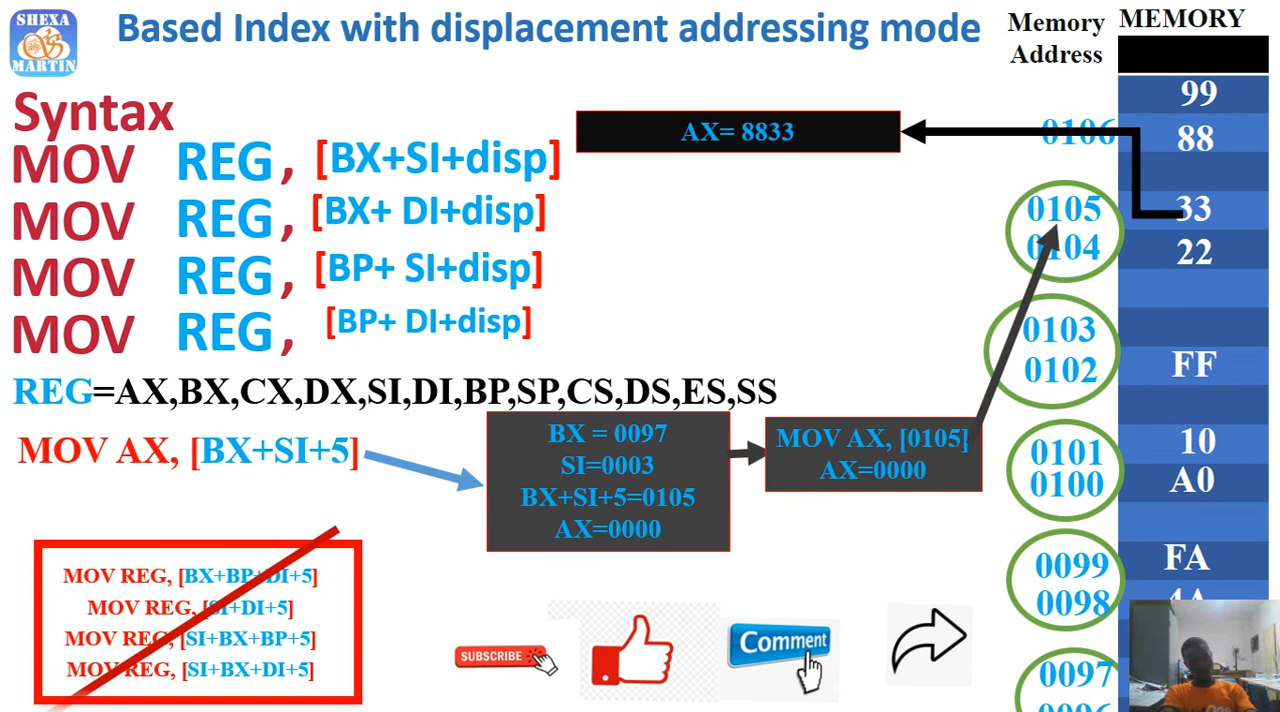 SHEXA
MARTIN
Based Index with displacement addressing mode
Memory
Address
MEMORY
Syntax
MOV REG, [BX+SI+disp]
MOV REG, [BX+ DI+disp]
MOV REG, [BP+ SI+disp]
MOV REG, [BP+ DI+disp]
REG=AX,BX,CX,DX,SI,DI,BP,SP,CS,DS,ES,SS
MOV AX, [BX+SI+5]
BX = 0097
SI=0003
BX+SI+5=0105
AX=0000
MOV AX, [0105]
AX=0000
AX= 8833
MOV REG, [BX+BP+DI+5]
MOV REG, [SI+DI+5]
MOV REG, [SI+BX+BP+5]
MOV REG, [SI+BX+DI+5]
SUBSCRIBE
Comment
99
0106 88
0105 33
0104 22
0103
0102 FF
0101 10
0100 A0
0099 FA
0098 4A
0097
0096